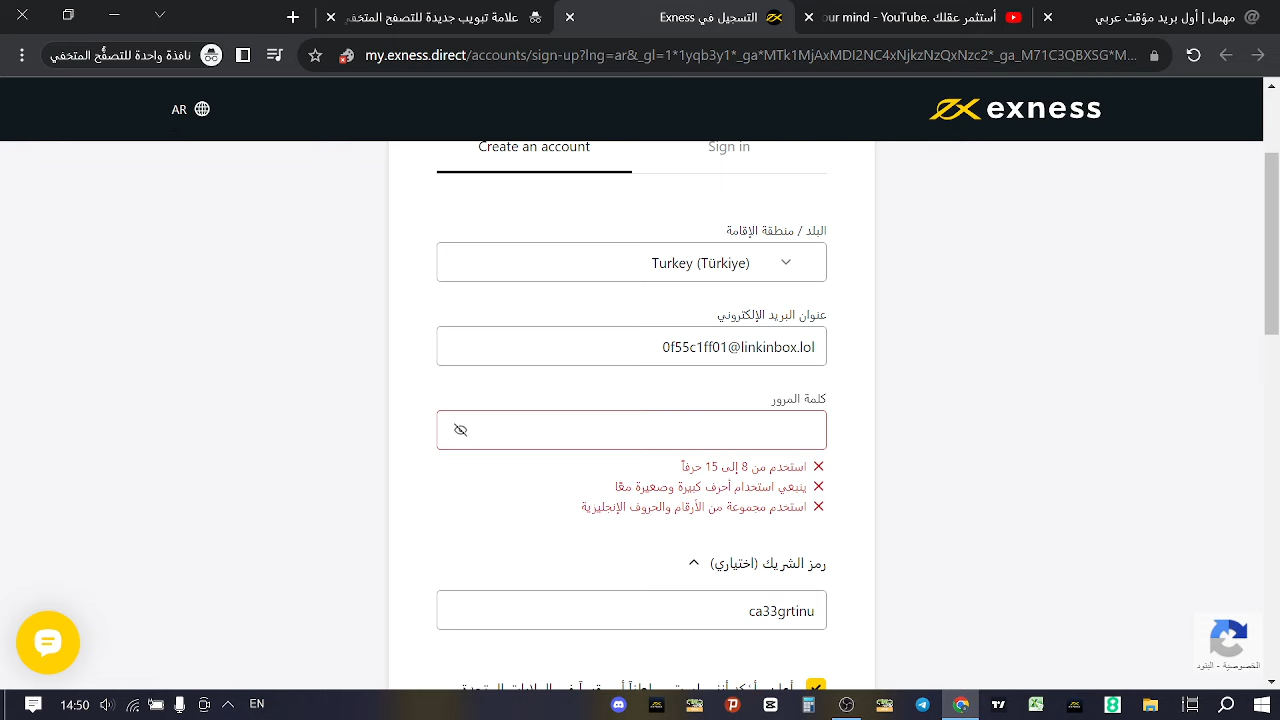 مهمل | أول بريد مؤقت عربي
أستثمر عقلك .our mind - YouTube
التسجيل في Exness
علامة تبويب جديدة للتصفح المتخفي
my.exness.direct/accounts/sign-up?lng=ar&_gl=1*1yqb3y1*_ga*MTk1MjAxMDI2NC4xNjkzNzQxNzc2*_ga_M71C3QBXSG*M...
نافذة واحدة للتصفُّح المتخفي
exness
AR
Create an account
Sign in
البلد / منطقة الإقامة
Turkey (Türkiye)
عنوان البريد الإلكتروني
0f55c1ff01@linkinbox.lol
كلمة المرور
استخدم من 8 إلى 15 حرفاً
ينبغي استخدام أحرف كبيرة وصغيرة معًا
استخدم مجموعة من الأرقام والحروف الإنجليزية
رمز الشريك (اختياري)
ca33grtinu
الخصوصية - البنود
14:50
EN